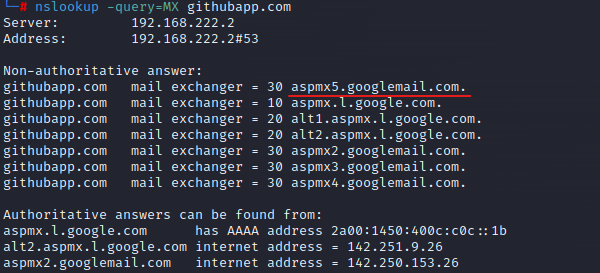 └─# nslookup -query=MX githubapp.com
Server: 192.168.222.2
Address: 192.168.222.2#53
Non-authoritative answer:
githubapp.com mail exchanger = 30 aspmx5.googlemail.com.
githubapp.com mail exchanger = 10 aspmx.l.google.com.
githubapp.com mail exchanger = 20 alt1.aspmx.l.google.com.
githubapp.com mail exchanger = 20 alt2.aspmx.l.google.com.
githubapp.com mail exchanger = 30 aspmx2.googlemail.com.
githubapp.com mail exchanger = 30 aspmx3.googlemail.com.
githubapp.com mail exchanger = 30 aspmx4.googlemail.com.
Authoritative answers can be found from:
aspmx.l.google.com has AAAA address 2a00:1450:400c:c0c::1b
alt2.aspmx.l.google.com internet address = 142.251.9.26
aspmx2.googlemail.com internet address = 142.250.153.26